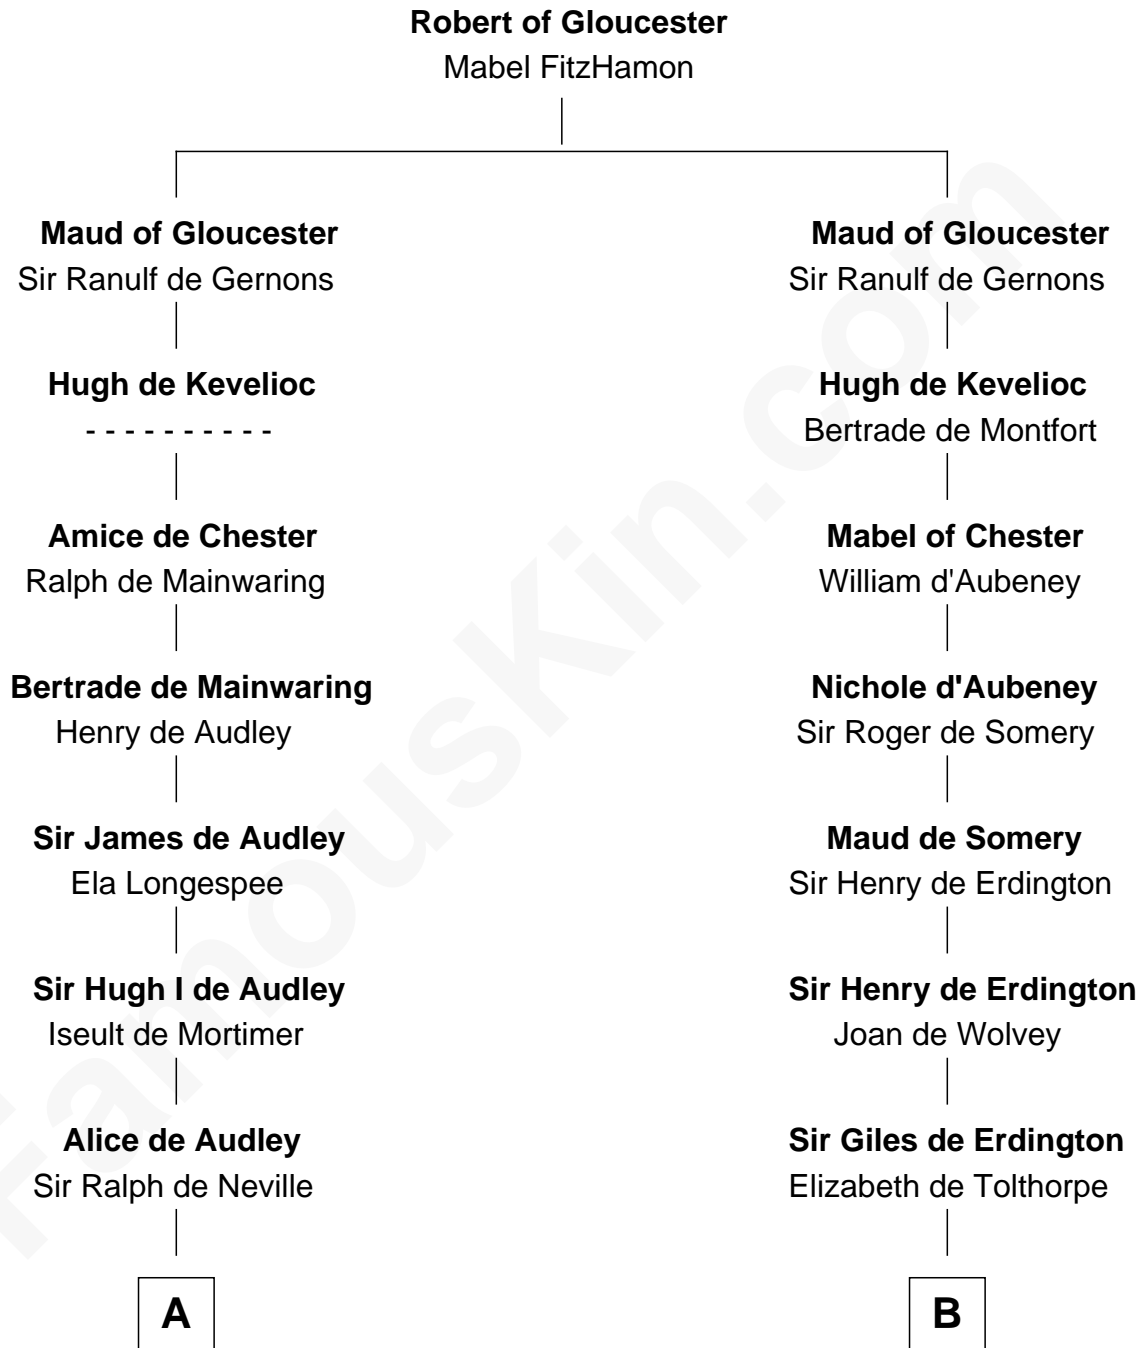 Robert of Gloucester
Mabel FitzHamon
Maud of Gloucester
Sir Ranulf de Gernons
Maud of Gloucester
Sir Ranulf de Gernons
Hugh de Kevelioc
- - - - - - - - - -
Hugh de Kevelioc
Bertrade de Montfort
Amice de Chester
Ralph de Mainwaring
Mabel of Chester
William d'Aubeney
Bertrade de Mainwaring
Henry de Audley
Nichole d'Aubeney
Sir Roger de Somery
Sir James de Audley
Ela Longespee
Maud de Somery
Sir Henry de Erdington
Sir Hugh I de Audley
Iseult de Mortimer
Sir Henry de Erdington
Joan de Wolvey
Alice de Audley
Sir Ralph de Neville
Sir Giles de Erdington
Elizabeth de Tolthorpe
A
B
FamousKin.com